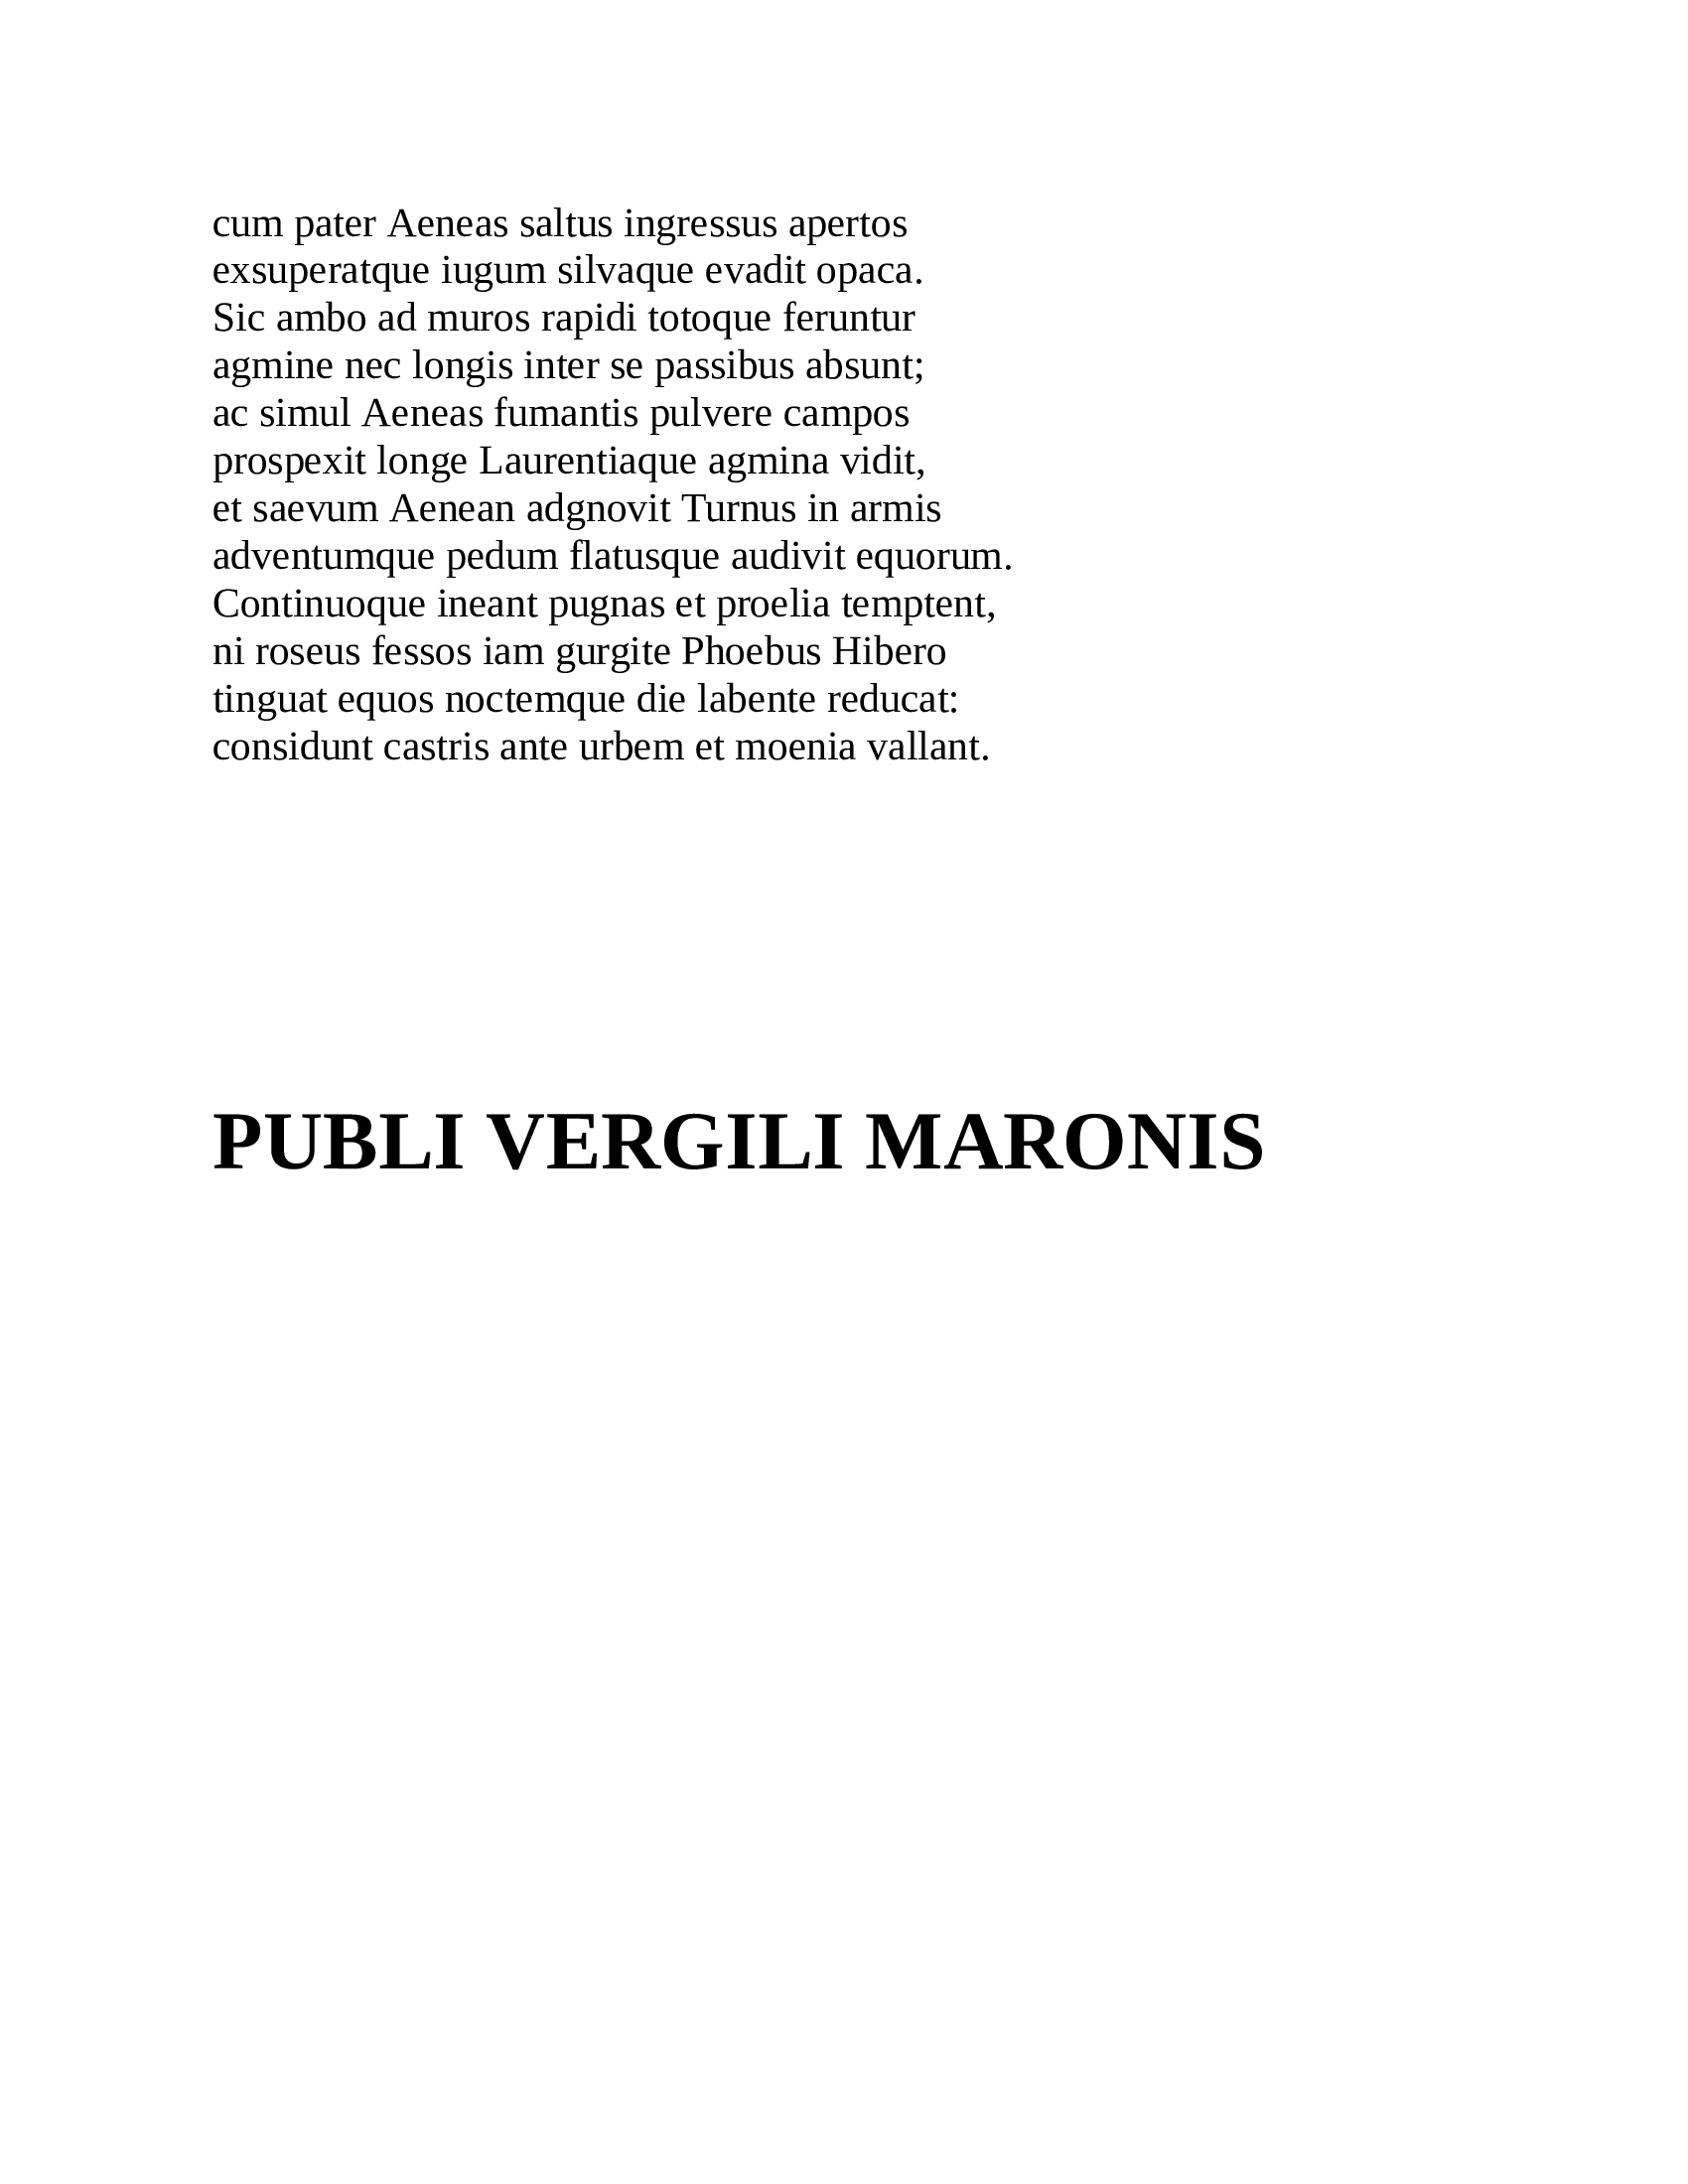 cum pater Aeneas saltus ingressus apertos
exsuperatque iugum silvaque evadit opaca.
Sic ambo ad muros rapidi totoque feruntur
agmine nec longis inter se passibus absunt;
ac simul Aeneas fumantis pulvere campos
prospexit longe Laurentiaque agmina vidit,
et saevum Aenean adgnovit Turnus in armis
adventumque pedum flatusque audivit equorum.
Continuoque ineant pugnas et proelia temptent,
ni roseus fessos iam gurgite Phoebus Hibero
tinguat equos noctemque die labente reducat:
considunt castris ante urbem et moenia vallant.
PUBLI VERGILI MARONIS